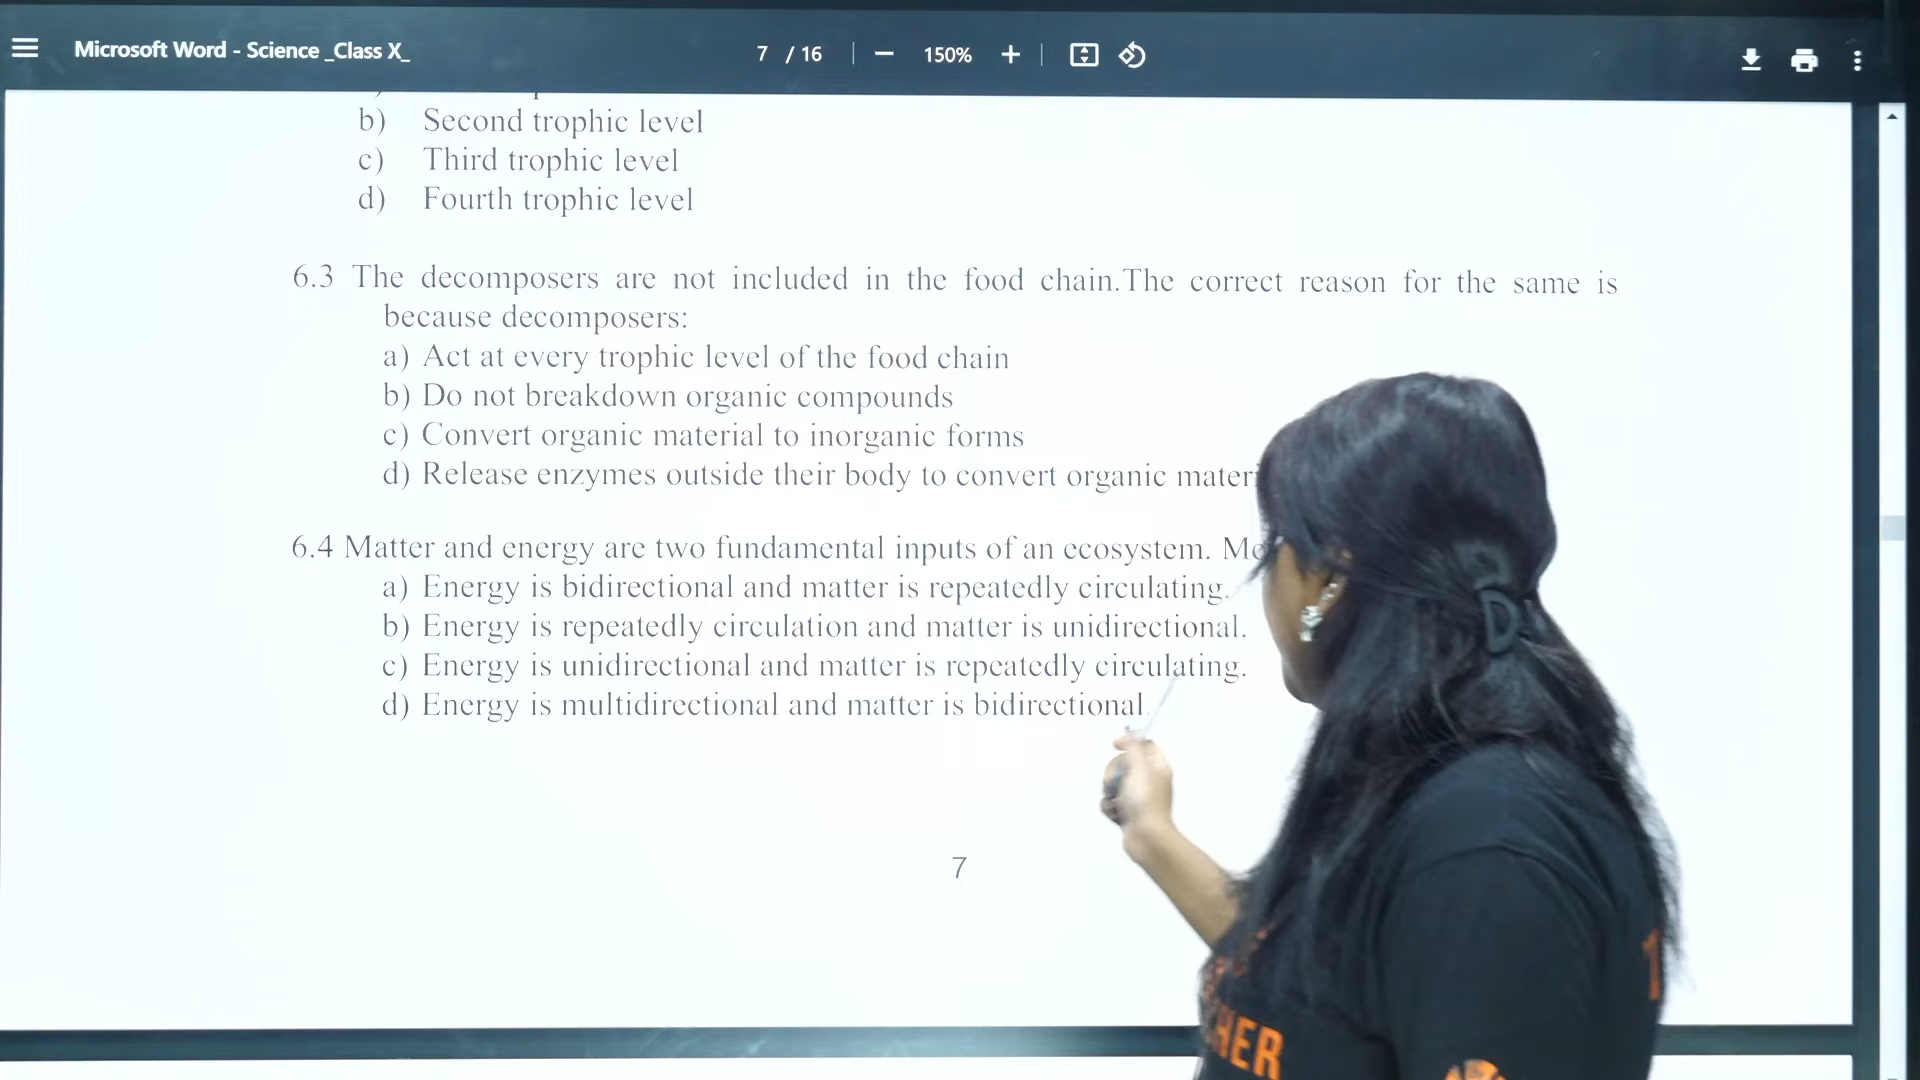 Microsoft Word - Science _Class X_
7 / 16
150%
b) Second trophic level
c) Third trophic level
d) Fourth trophic level
6.3 The decomposers are not included in the food chain.The correct reason for the same is
because decomposers:
a) Act at every trophic level of the food chain
b) Do not breakdown organic compounds
c) Convert organic material to inorganic forms
d) Release enzymes outside their body to convert organic
6.4 Matter and energy are two fundamental inputs of an ecosystem.
a) Energy is bidirectional and matter is repeatedly circulating.
b) Energy is repeatedly circulation and matter is unidirectional.
c) Energy is unidirectional and matter is repeatedly circulating.
d) Energy is multidirectional and matter is bidirectional.
7